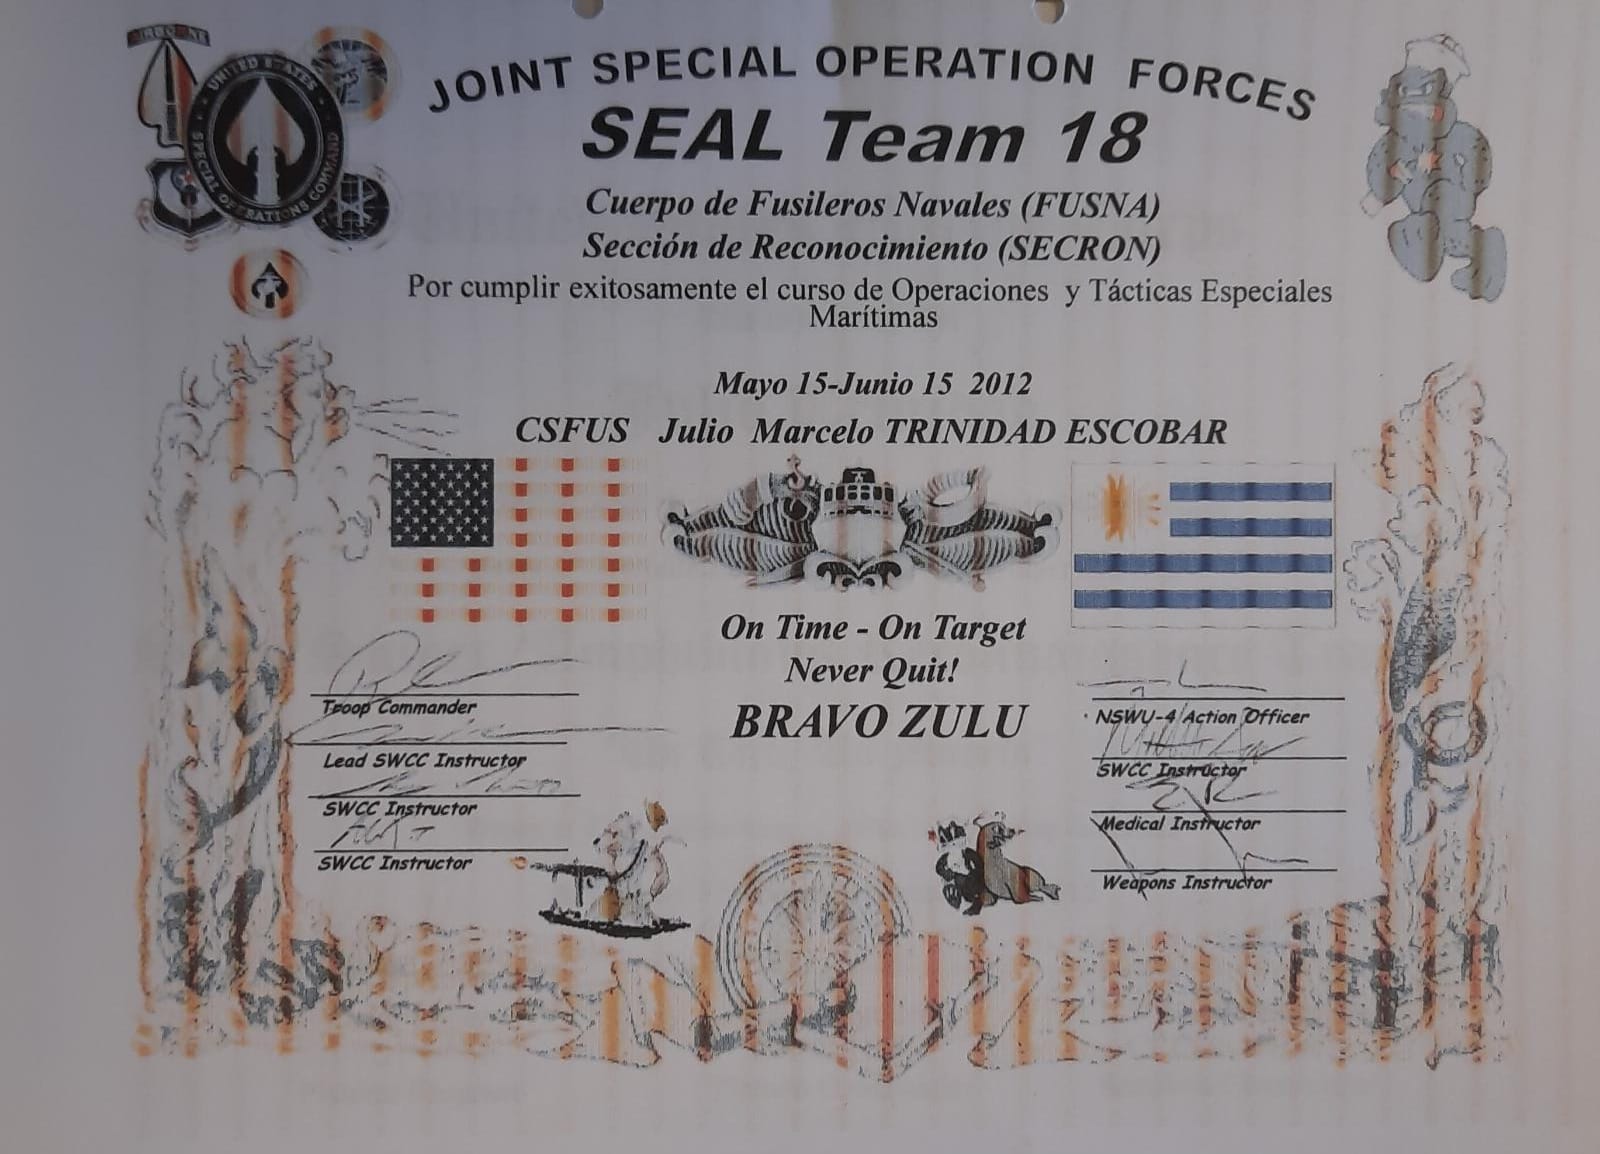 AIRBORNE
UNITED STATES
SPECIAL OPERATIONS COMMAND
JOINT SPECIAL OPERATION FORCES
SEAL Team 18
Cuerpo de Fusileros Navales (FUSNA)
Sección de Reconocimiento (SECRON)
Por cumplir exitosamente el curso de Operaciones y Tácticas Especiales
Marítimas
Mayo 15-Junio 15 2012
CSFUS Julio Marcelo TRINIDAD ESCOBAR
On Time - On Target
Never Quit!
BRAVO ZULU
Troop Commander
Lead SWCC Instructor
SWCC Instructor
SWCC Instructor
NSWU-4 Action Officer
SWCC Instructor
Medical Instructor
Weapons Instructor